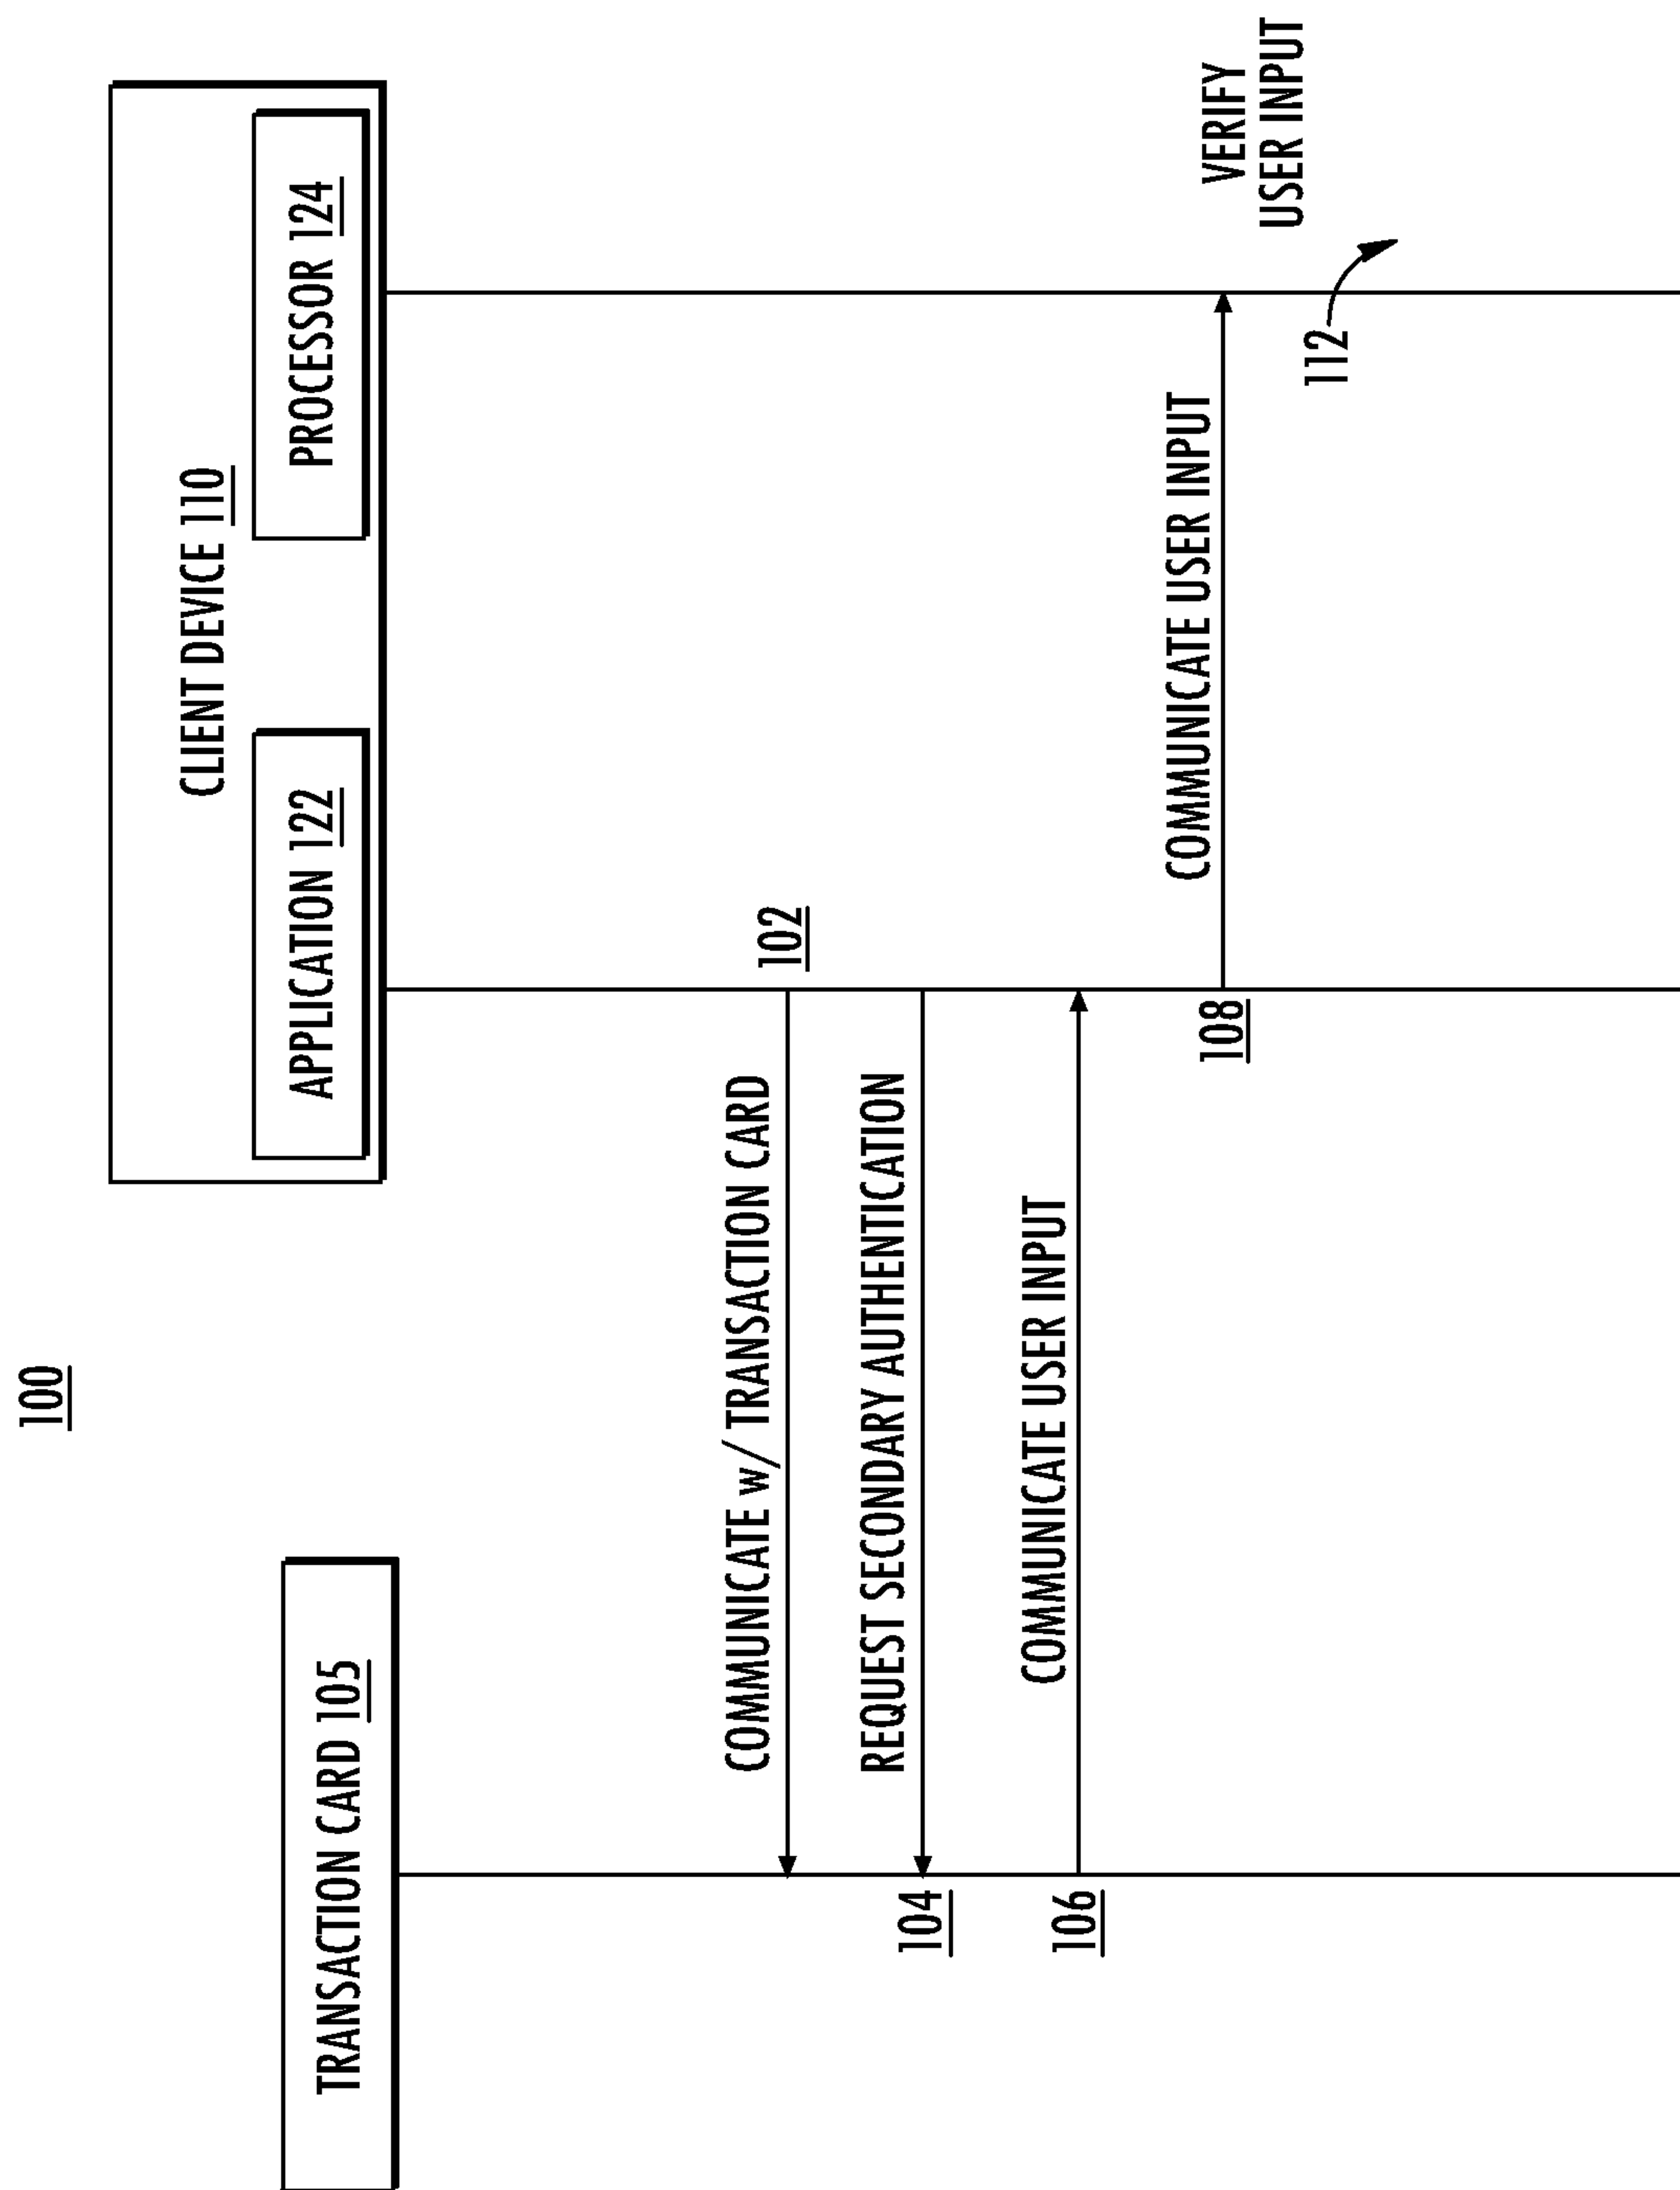 100
CLIENT DEVICE 110
TRANSACTION CARD 105
APPLICATION 122
PROCESSOR 124
COMMUNICATE w/ TRANSACTION CARD
102
REQUEST SECONDARY AUTHENTICATION
104
COMMUNICATE USER INPUT
106
COMMUNICATE USER INPUT
108
VERIFY
USER INPUT
112